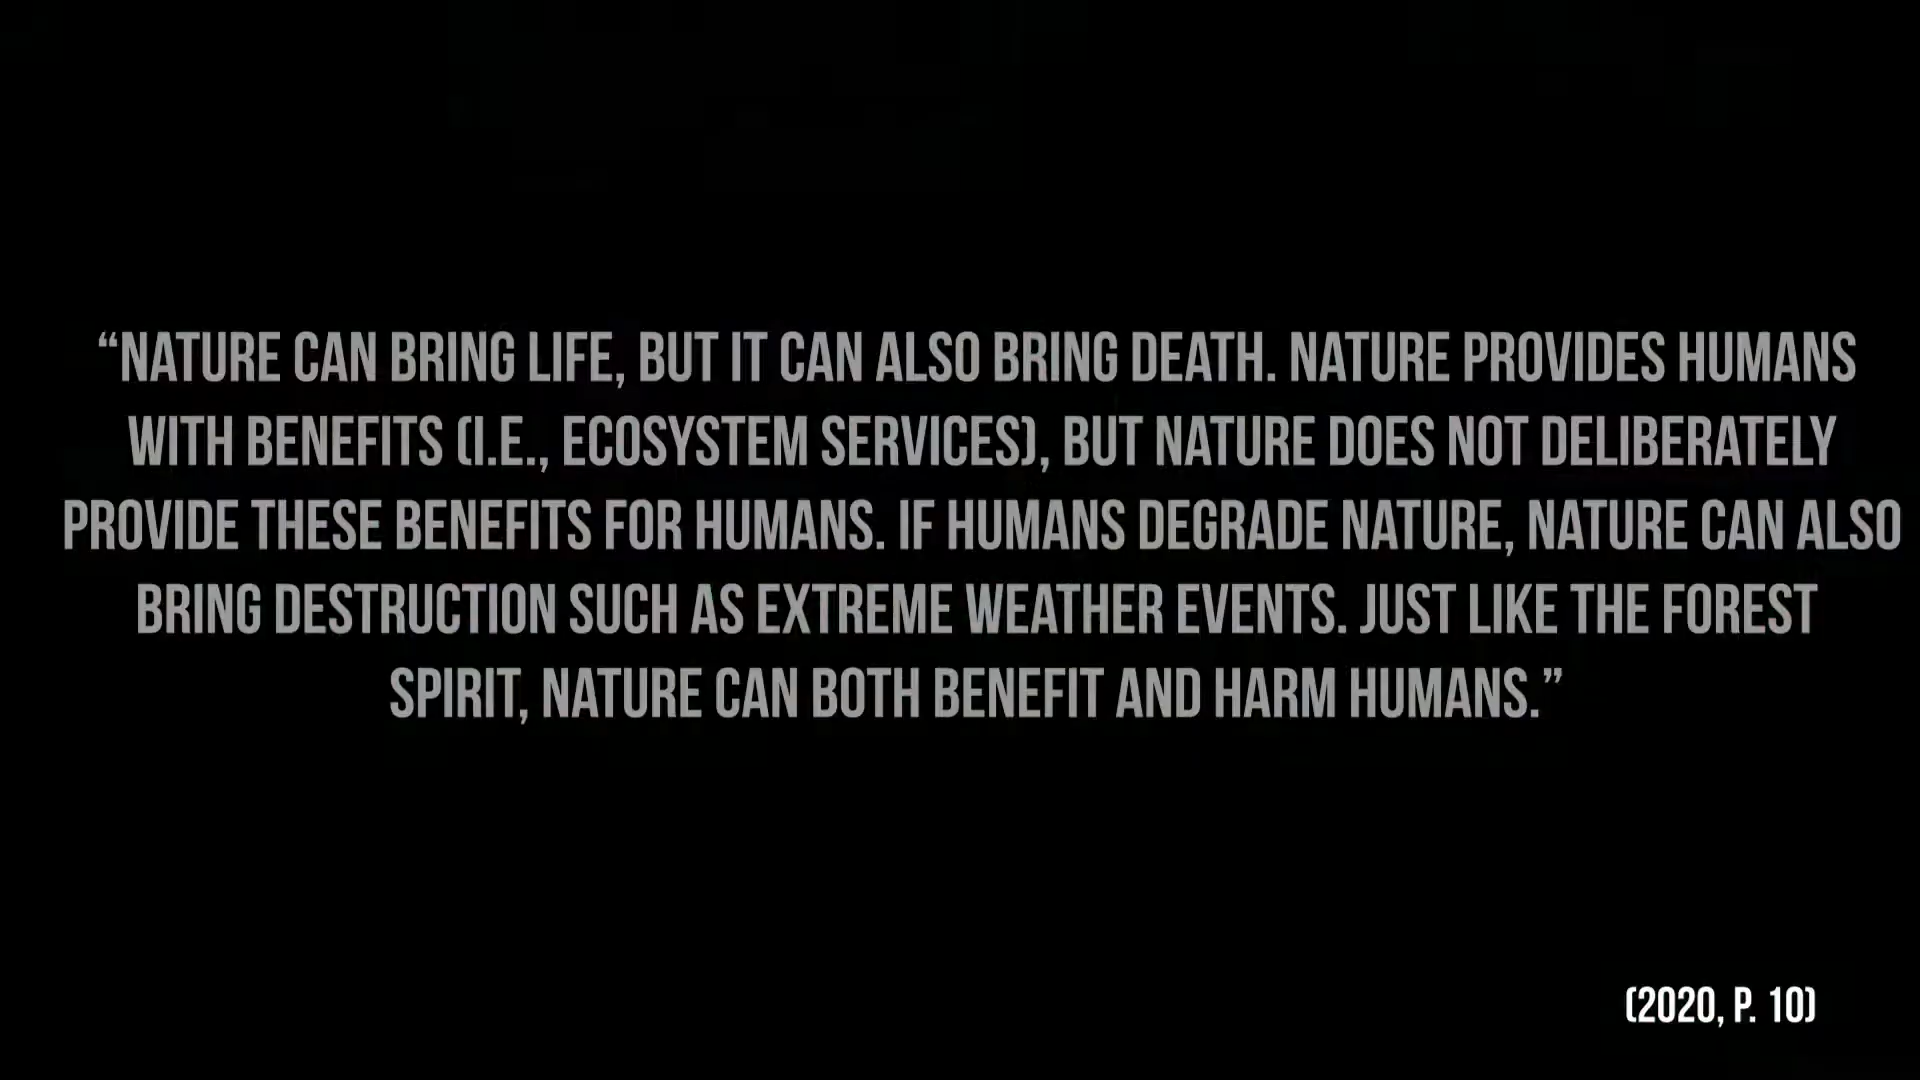 “NATURE CAN BRING LIFE, BUT IT CAN ALSO BRING DEATH. NATURE PROVIDES HUMANS
WITH BENEFITS (I.E., ECOSYSTEM SERVICES), BUT NATURE DOES NOT DELIBERATELY
PROVIDE THESE BENEFITS FOR HUMANS. IF HUMANS DEGRADE NATURE, NATURE CAN ALSO
BRING DESTRUCTION SUCH AS EXTREME WEATHER EVENTS. JUST LIKE THE FOREST
SPIRIT, NATURE CAN BOTH BENEFIT AND HARM HUMANS.”
(2020, P. 10)